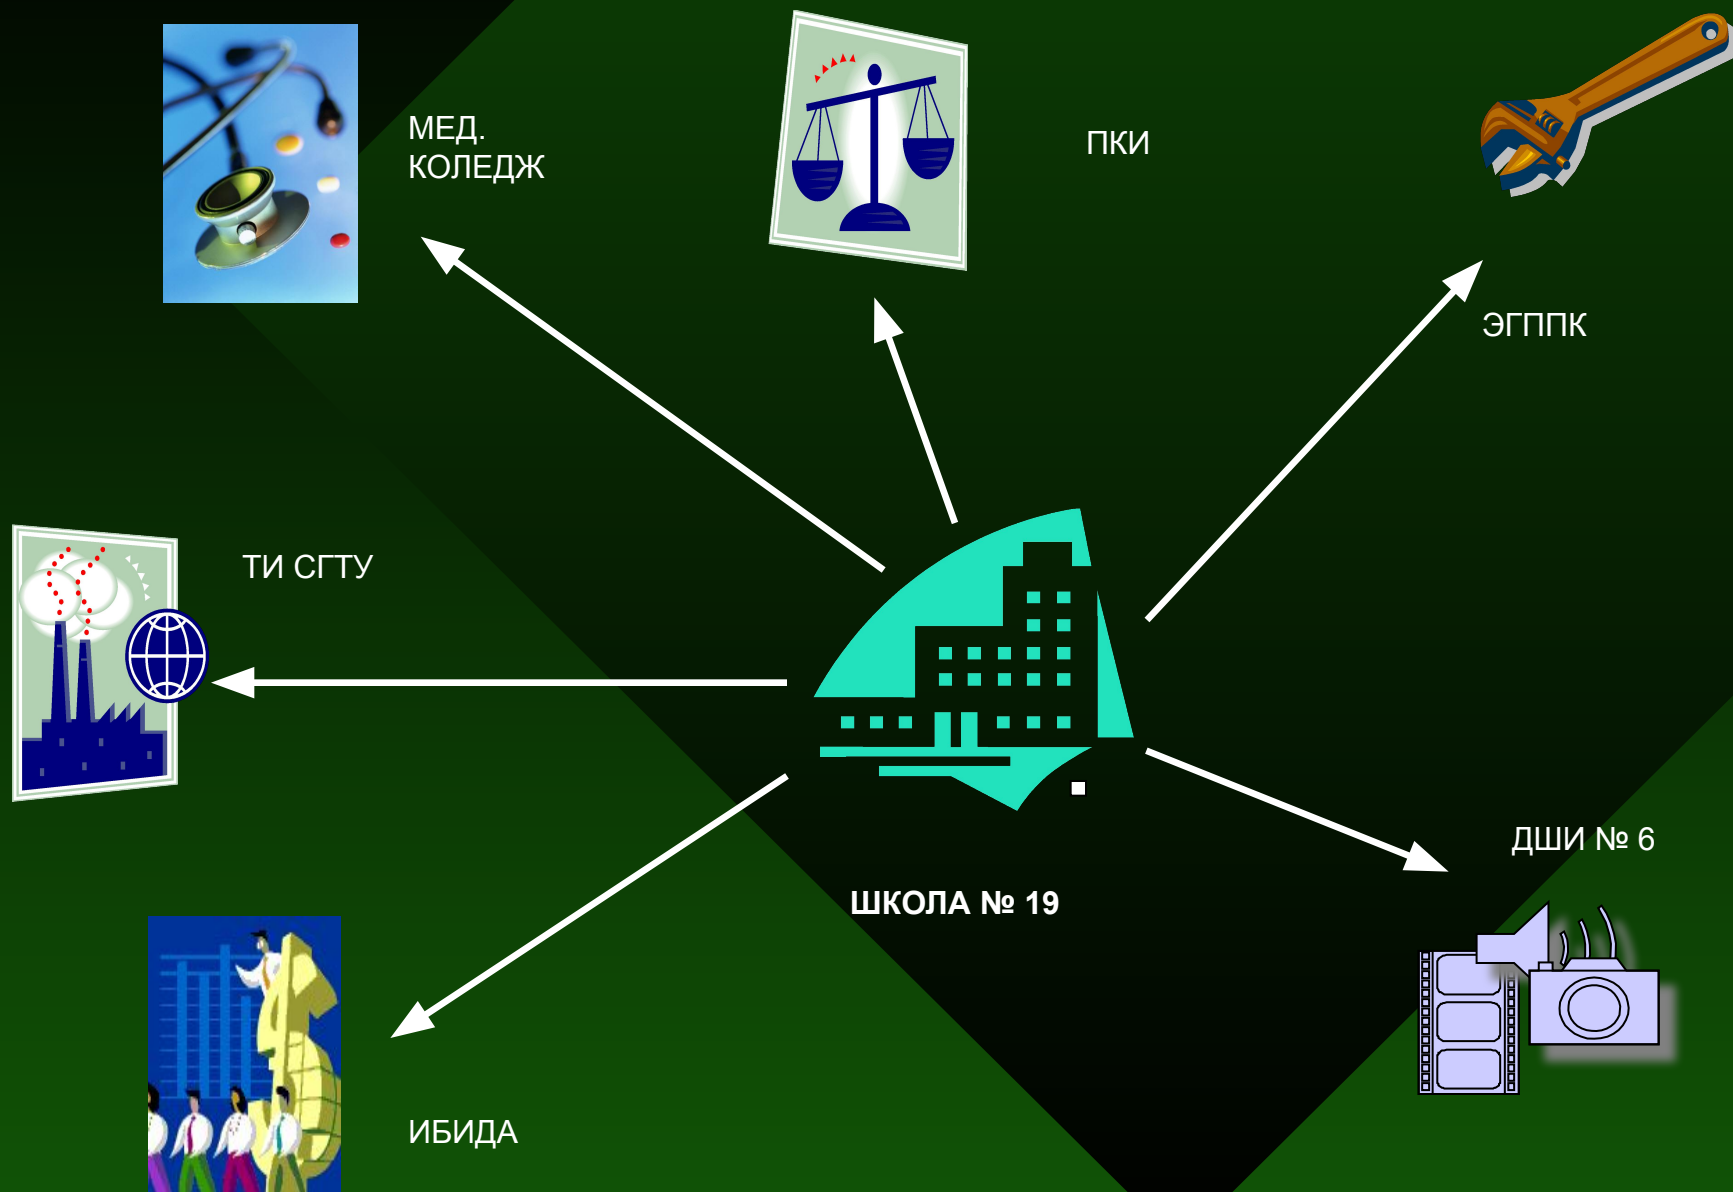 МЕД.
КОЛЕДЖ
ПКИ
ЭГППК
ТИ СГТУ
ДШИ № 6
ШКОЛА № 19
ИБИДА